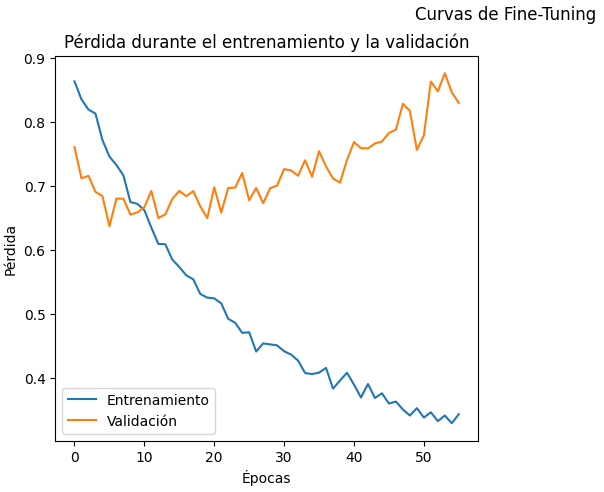 Curvas de Fine-Tuning
Pérdida durante el entrenamiento y la validación
0.9
0.8
0.7
0.6
0.5
0.4
Pérdida
Entrenamiento
Validación
0 10 20 30 40 50
Épocas